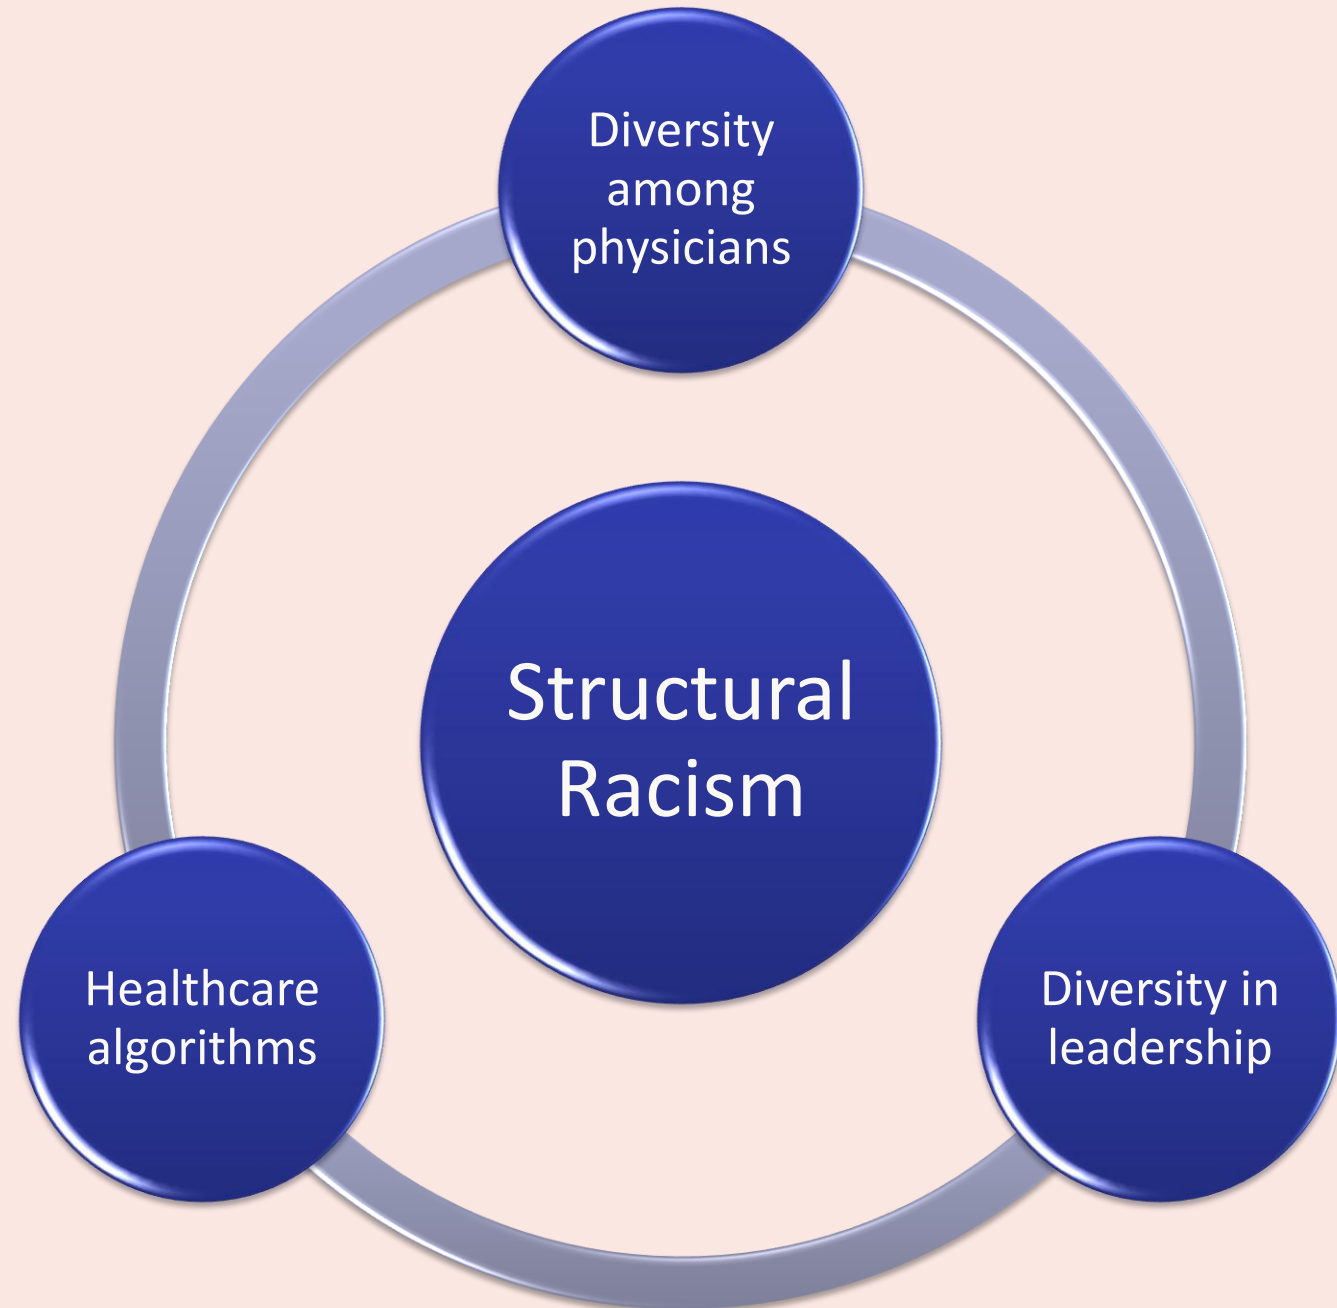 Diversity
among
physicians
Structural
Racism
Healthcare
algorithms
Diversity in
leadership